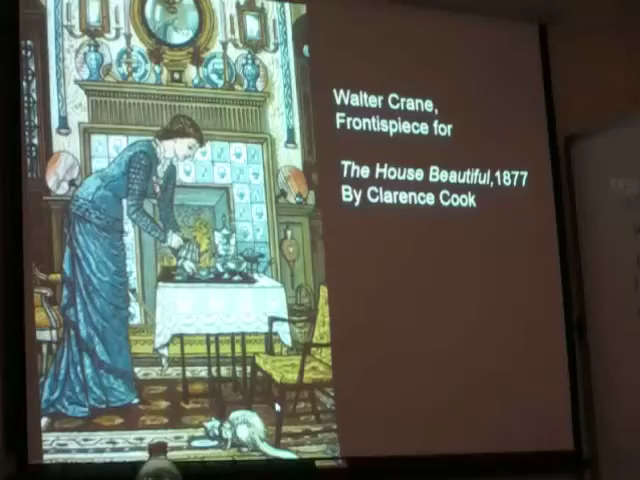 Walter Crane,
Frontispiece for
The House Beautiful,1877
By Clarence Cook